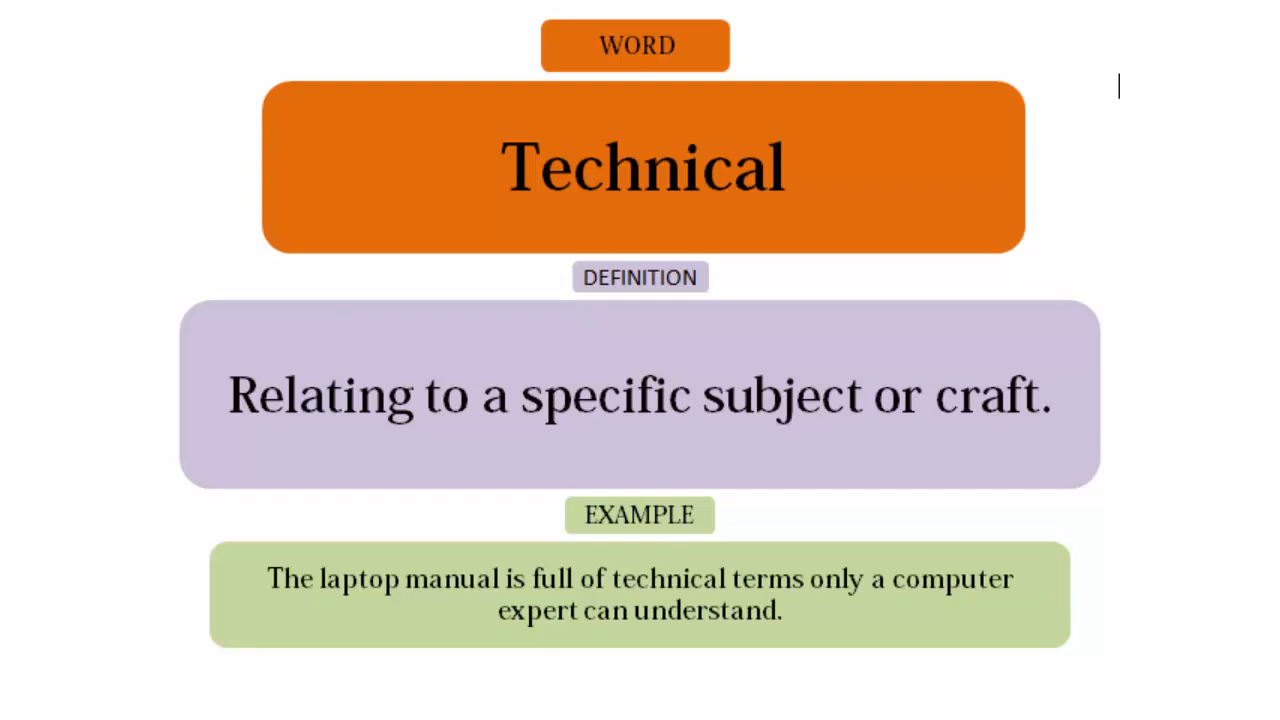 WORD
Technical
DEFINITION
Relating to a specific subject or craft.
EXAMPLE
The laptop manual is full of technical terms only a computer
expert can understand.